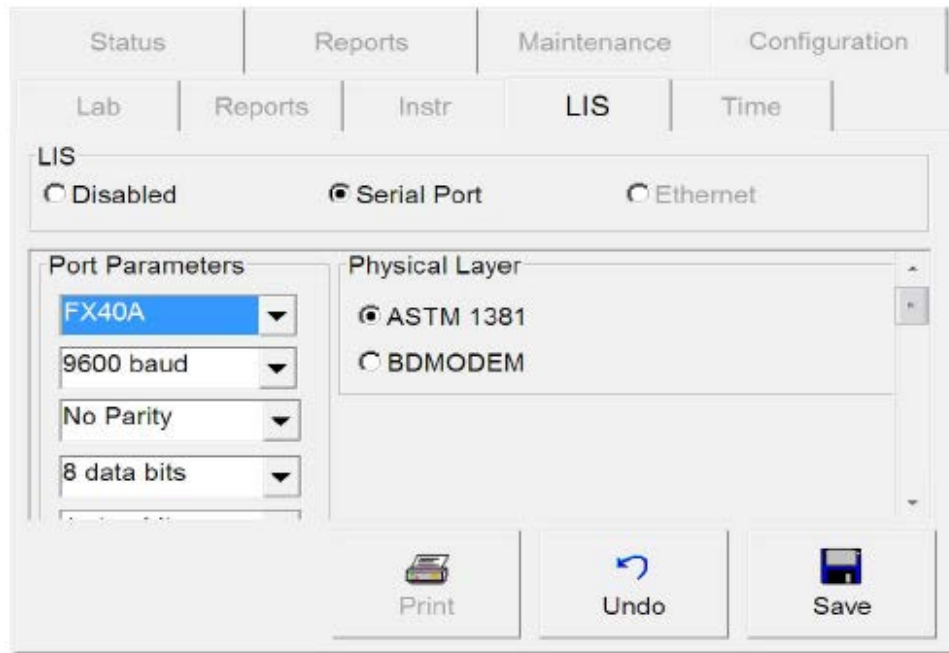 Status Reports Maintenance Configuration
Lab Reports Instr LIS Time
LIS
Disabled Serial Port Ethernet
Port Parameters
FX40A
9600 baud
No Parity
8 data bits
Physical Layer
ASTM 1381
BDMODEM
Print Undo Save